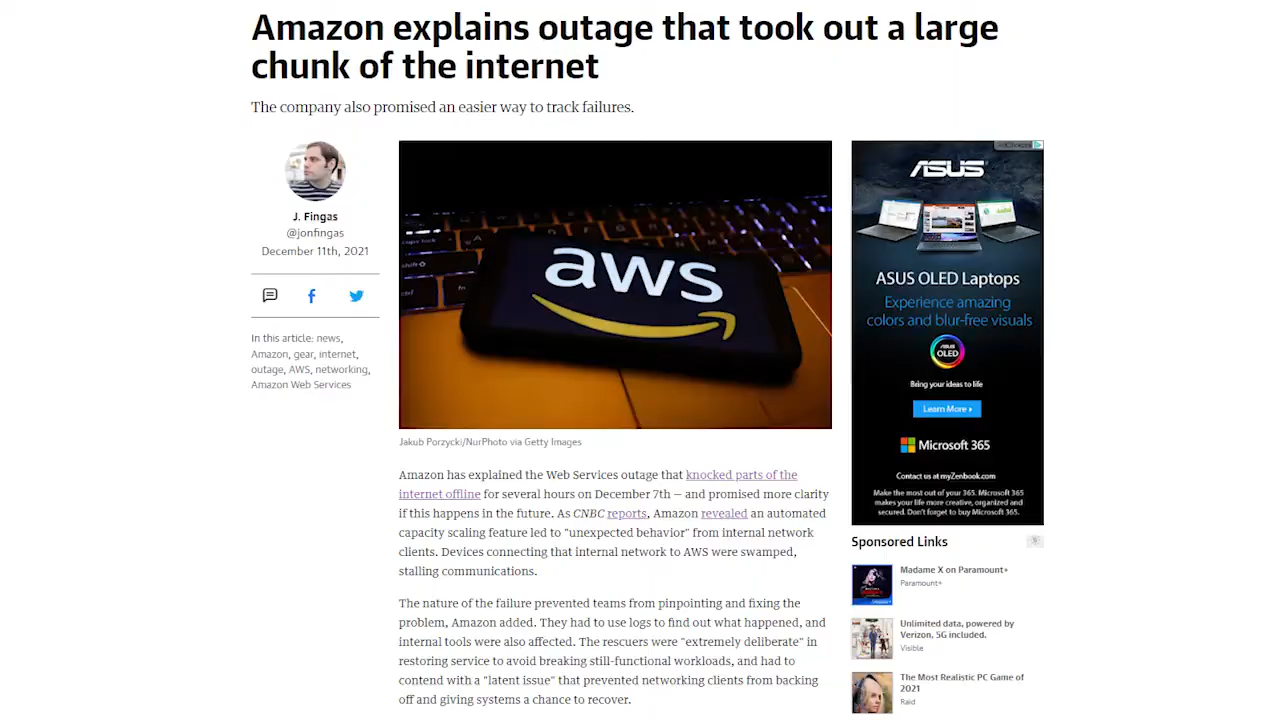 Amazon explains outage that took out a large
chunk of the internet
The company also promised an easier way to track failures.
J. Fingas
@jonfingas
December 11th, 2021
In this article: news,
Amazon, gear, internet,
outage, AWS, networking,
Amazon Web Services
aws
Jakub Porzycki/NurPhoto via Getty Images
Amazon has explained the Web Services outage that knocked parts of the
internet offline for several hours on December 7th — and promised more clarity
if this happens in the future. As CNBC reports, Amazon revealed an automated
capacity scaling feature led to "unexpected behavior" from internal network
clients. Devices connecting that internal network to AWS were swamped,
stalling communications.
The nature of the failure prevented teams from pinpointing and fixing the
problem, Amazon added. They had to use logs to find out what happened, and
internal tools were also affected. The rescuers were "extremely deliberate" in
restoring service to avoid breaking still-functional workloads, and had to
contend with a "latent issue" that prevented networking clients from backing
off and giving systems a chance to recover.
ASUS
ASUS OLED Laptops
Experience amazing
colors and blur-free visuals
ASUS
OLED
Bring your ideas to life
Learn More
Microsoft 365
Contact us at myZenbook.com
Make the most out of your 365. Microsoft 365
makes your life more creative, organized and
secured. Don't forget to buy Microsoft 365.
Sponsored Links
Madame X on Paramount+
Paramount+
Unlimited data, powered by
Verizon, 5G included.
Visible
The Most Realistic PC Game of
2021
Raid